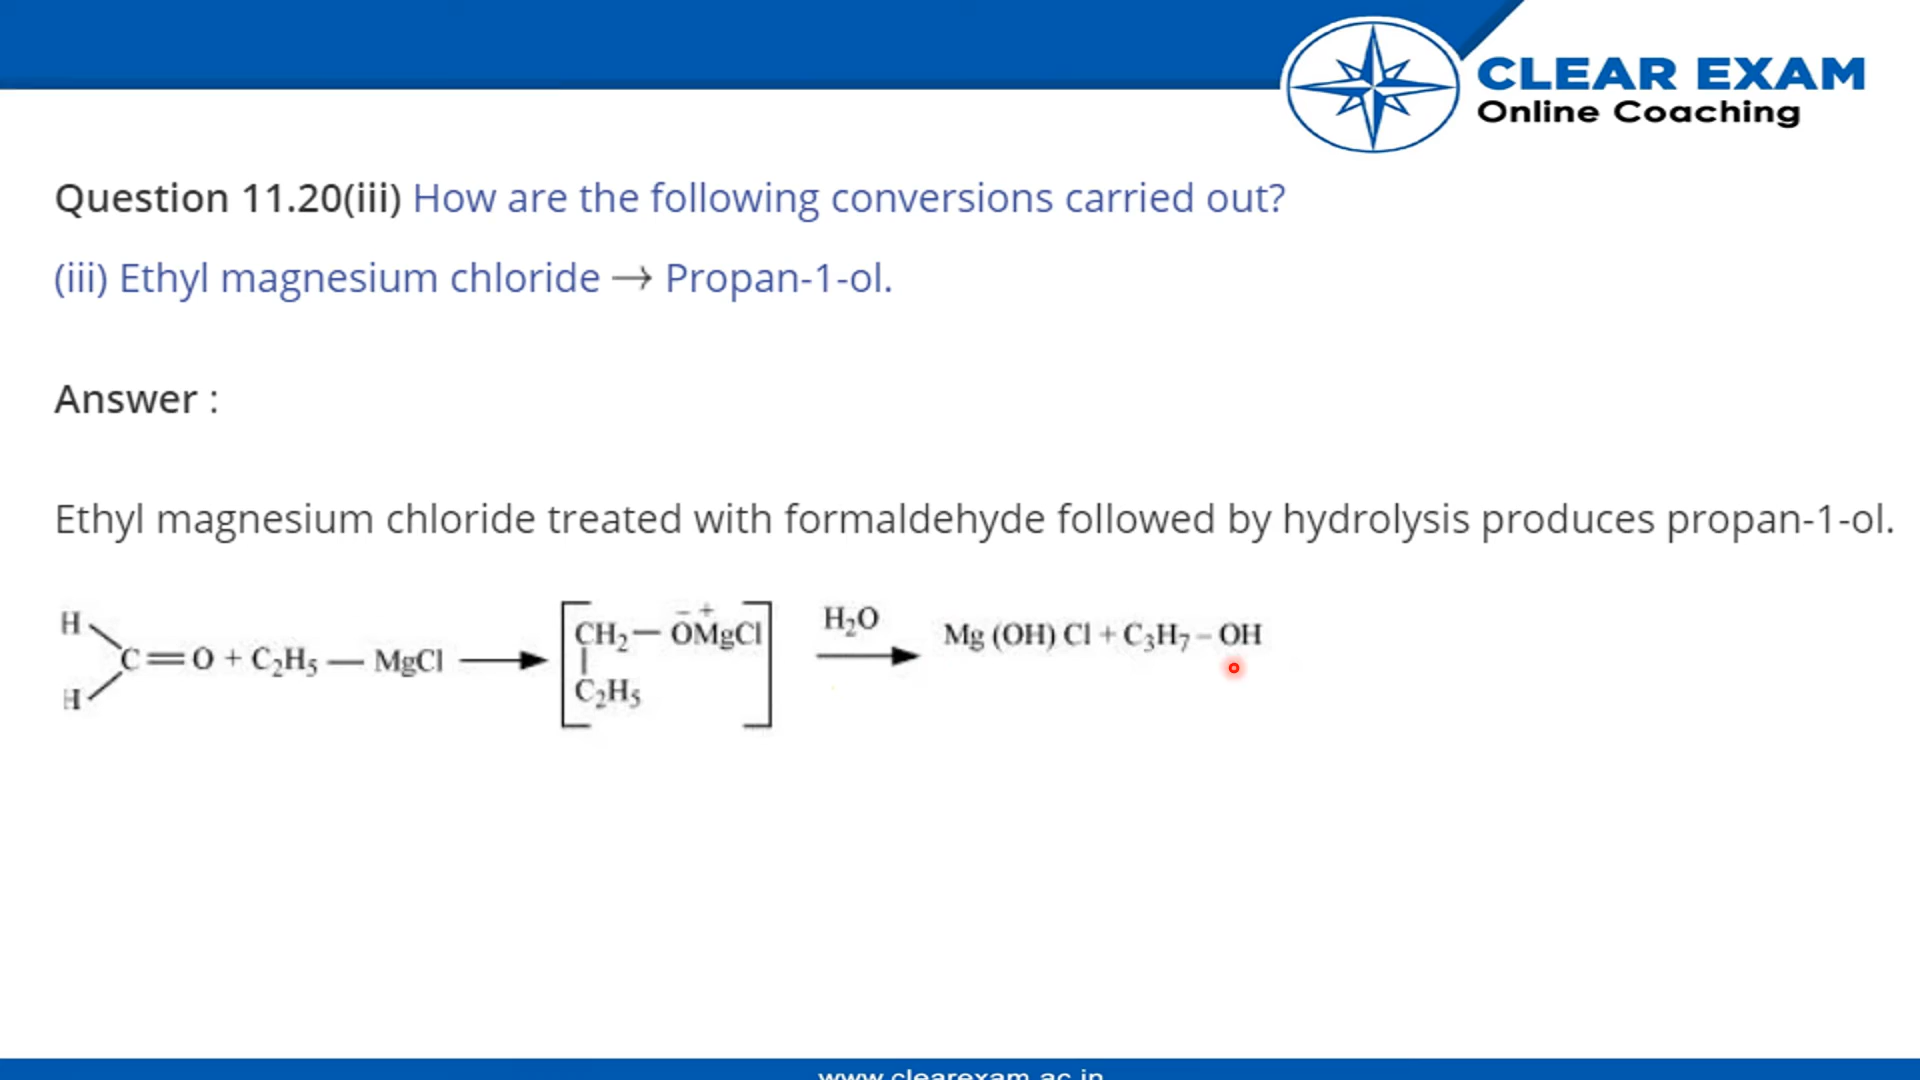 CLEAR EXAM
Online Coaching
Question 11.20(iii) How are the following conversions carried out?
(iii) Ethyl magnesium chloride → Propan-1-ol.
Answer :
Ethyl magnesium chloride treated with formaldehyde followed by hydrolysis produces propan-1-ol.
H
H
C=O + C₂H₅ — MgCl ⟶
CH₂ — O⁻Mg⁺Cl
C₂H₅
H₂O
Mg (OH) Cl + C₃H₇ – OH
www.clearexam.ac.in